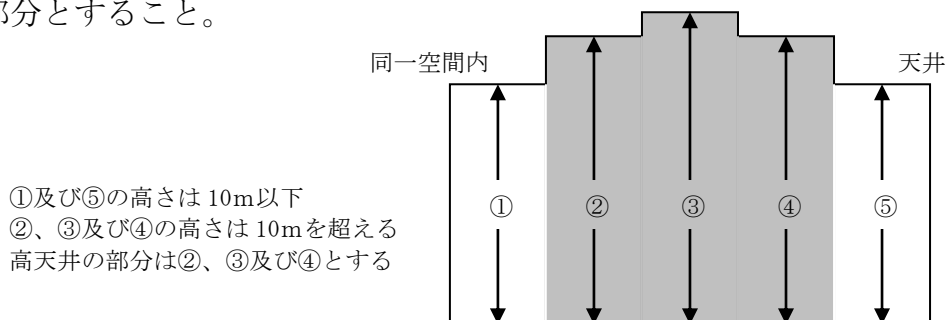 部分とすること。
同一空間内
天井
①及び⑤の高さは 10m以下
②、③及び④の高さは 10mを超える
高天井の部分は②、③及び④とする
① ② ③ ④ ⑤